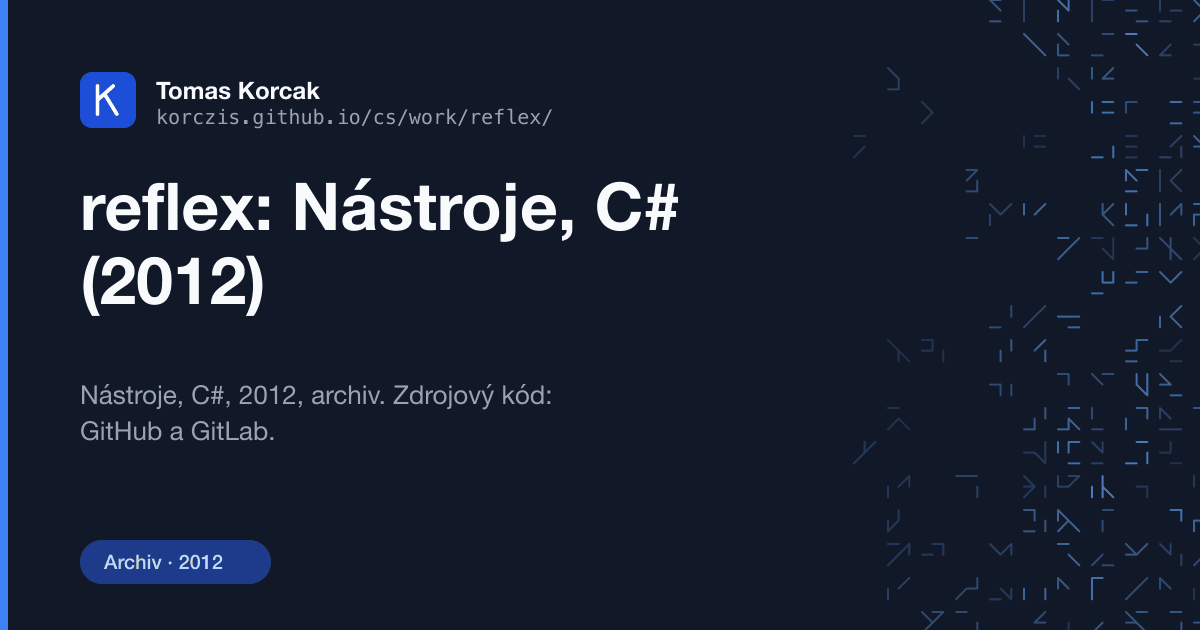 K
Tomas Korcak
korczis.github.io/cs/work/reflex/
reflex: Nástroje, C#
(2012)
Nástroje, C#, 2012, archiv. Zdrojový kód:
GitHub a GitLab.
Archiv · 2012